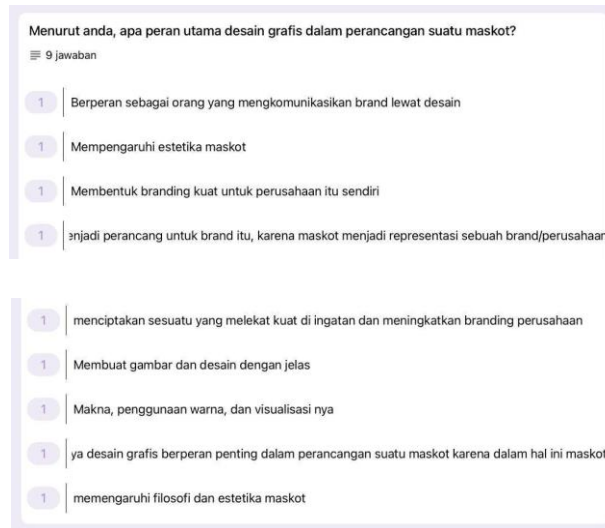 Menurut anda, apa peran utama desain grafis dalam perancangan suatu maskot?
9 jawaban
1 Berperan sebagai orang yang mengkomunikasikan brand lewat desain
1 Mempengaruhi estetika maskot
1 Membentuk branding kuat untuk perusahaan itu sendiri
1 enjadi perancang untuk brand itu, karena maskot menjadi representasi sebuah brand/perusahaan
1 menciptakan sesuatu yang melekat kuat di ingatan dan meningkatkan branding perusahaan
1 Membuat gambar dan desain dengan jelas
1 Makna, penggunaan warna, dan visualisasi nya
1 ya desain grafis berperan penting dalam perancangan suatu maskot karena dalam hal ini maskot
1 memengaruhi filosofi dan estetika maskot